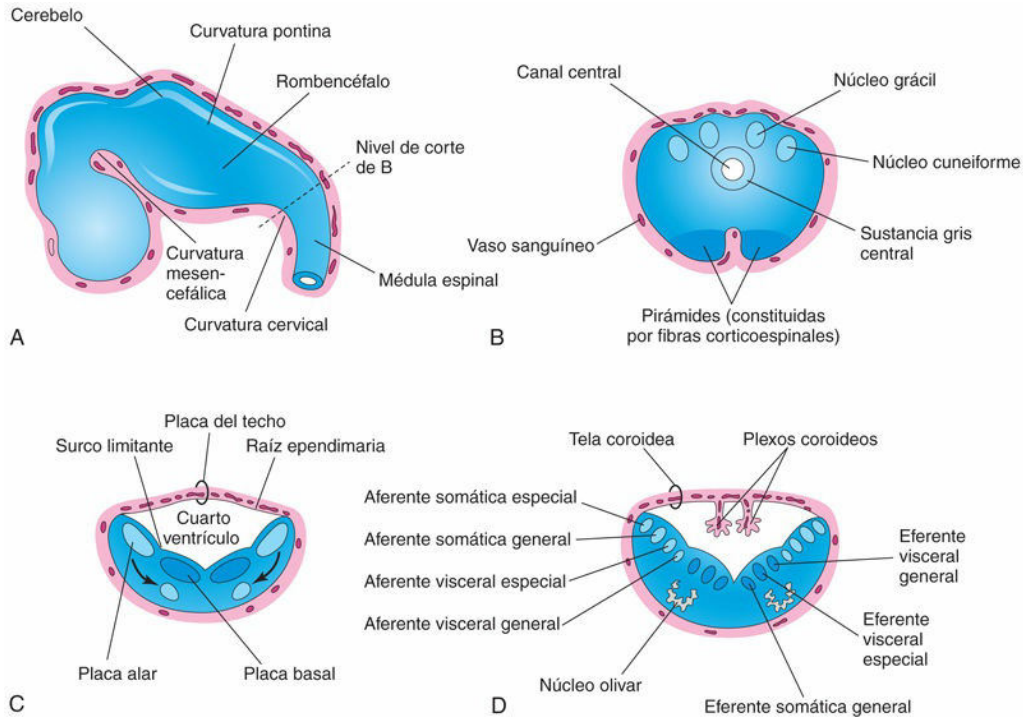 Cerebelo
Curvatura pontina
Rombencéfalo
Nivel de corte
de B
Curvatura
mesen-
cefálica
Médula espinal
Curvatura cervical
A
Canal central
Núcleo grácil
Núcleo cuneiforme
Vaso sanguíneo
Sustancia gris
central
Pirámides (constituidas
por fibras corticoespinales)
B
Placa del techo
Surco limitante
Raíz ependimaria
Cuarto
ventrículo
Placa alar
Placa basal
C
Tela coroidea
Plexos coroideos
Aferente somática especial
Aferente somática general
Aferente visceral especial
Aferente visceral general
Eferente
visceral
general
Eferente
visceral
especial
Núcleo olivar
Eferente somática general
D